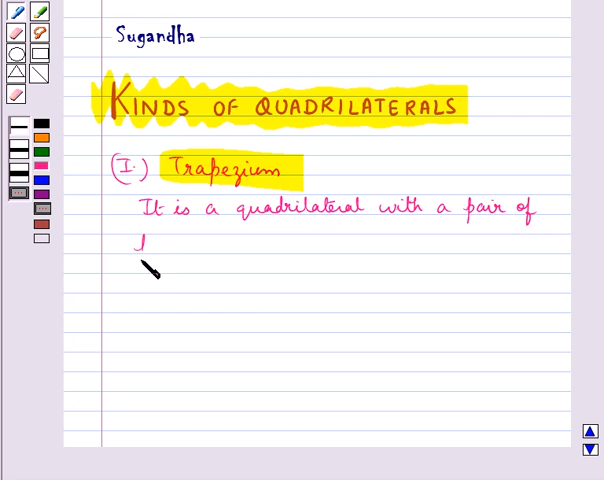 Sugandha
KINDS OF QUADRILATERALS
(I.) Trapezium
It is a quadrilateral with a pair of